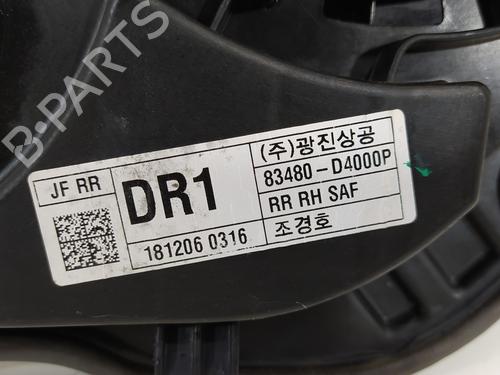 B-PARTS
JF RR
DR1
181206 0316
(주)광진상공
83480-D4000P
RR RH SAF
조경호